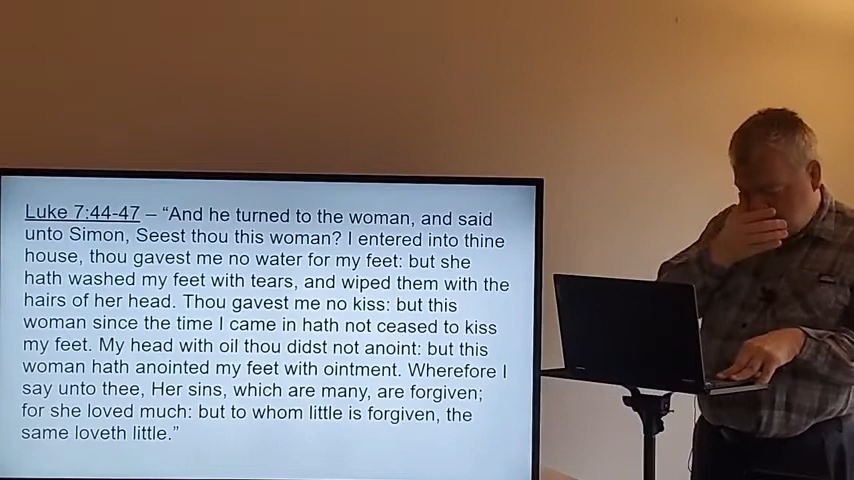 Luke 7:44-47 – “And he turned to the woman, and said
unto Simon, Seest thou this woman? I entered into thine
house, thou gavest me no water for my feet: but she
hath washed my feet with tears, and wiped them with the
hairs of her head. Thou gavest me no kiss: but this
woman since the time I came in hath not ceased to kiss
my feet. My head with oil thou didst not anoint: but this
woman hath anointed my feet with ointment. Wherefore I
say unto thee, Her sins, which are many, are forgiven;
for she loved much: but to whom little is forgiven, the
same loveth little.”